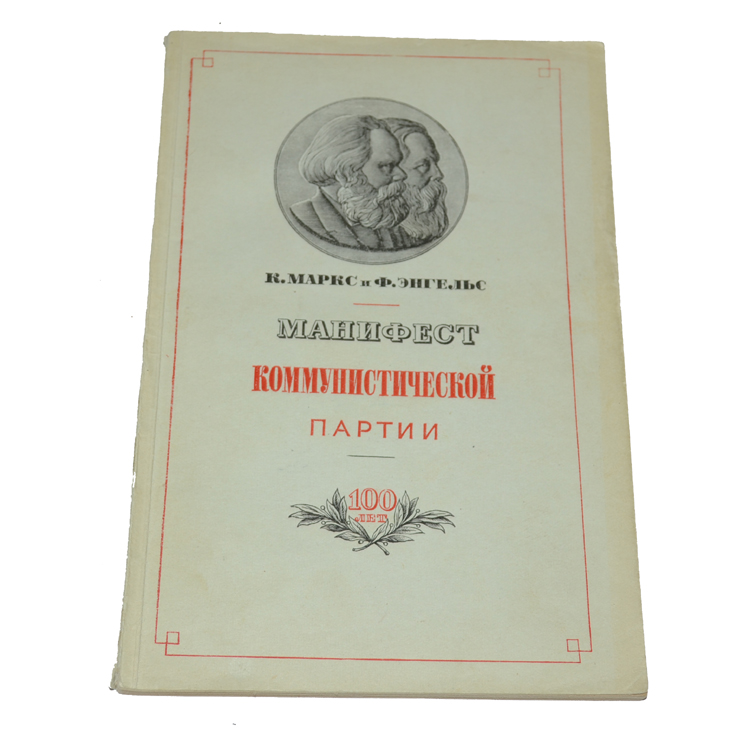 К. МАРКС и Ф. ЭНГЕЛЬС
МАНИФЕСТ
КОММУНИСТИЧЕСКОЙ
ПАРТИИ
100
ЛЕТ